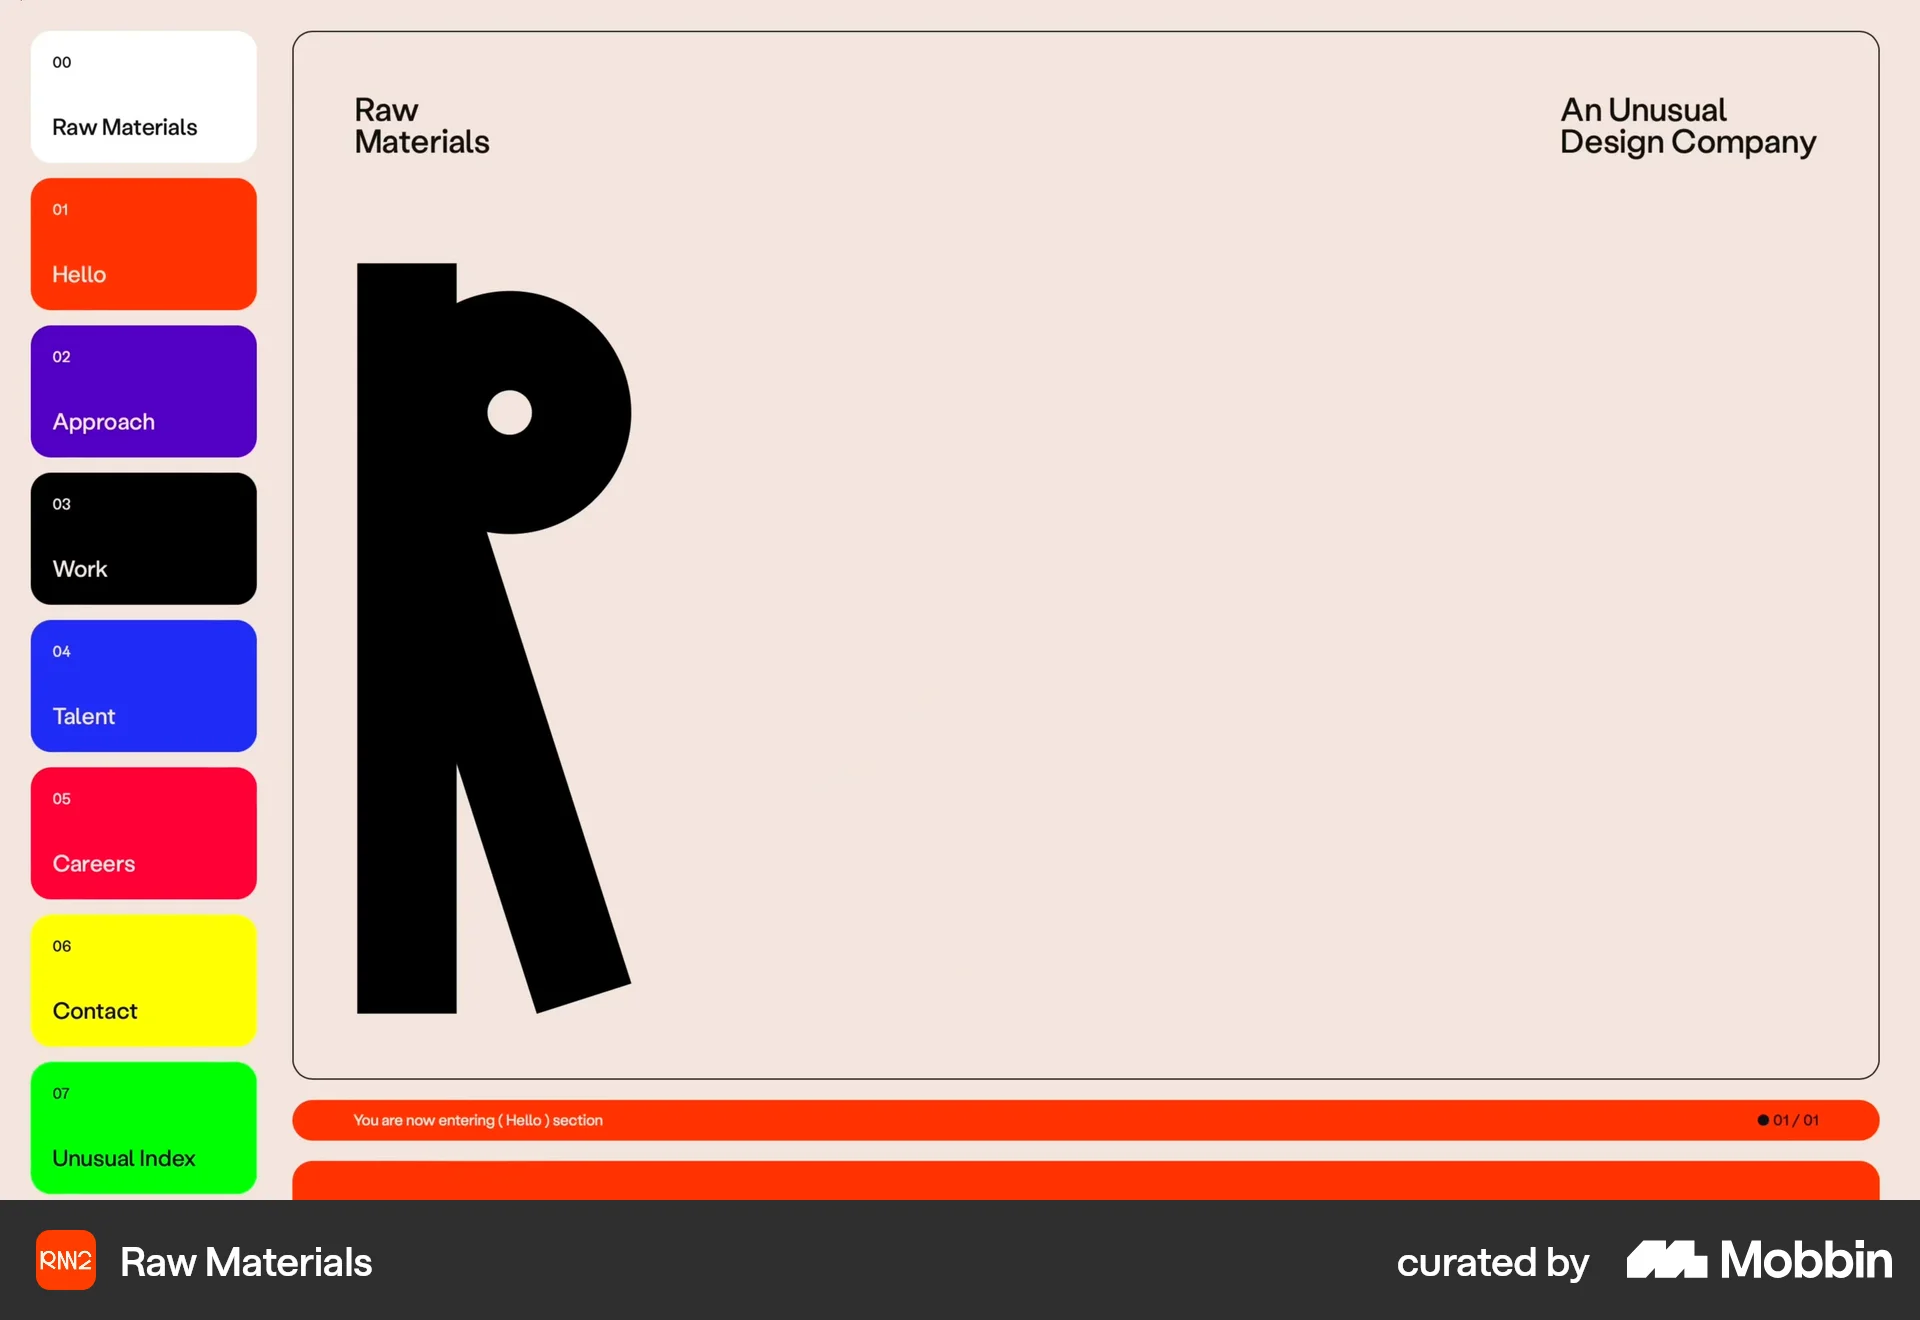 00
Raw Materials
01
Hello
02
Approach
03
Work
04
Talent
05
Careers
06
Contact
07
Unusual Index
Raw
Materials
An Unusual
Design Company
R
You are now entering ( Hello ) section
01 / 01
RM2
Raw Materials
curated by
Mobbin